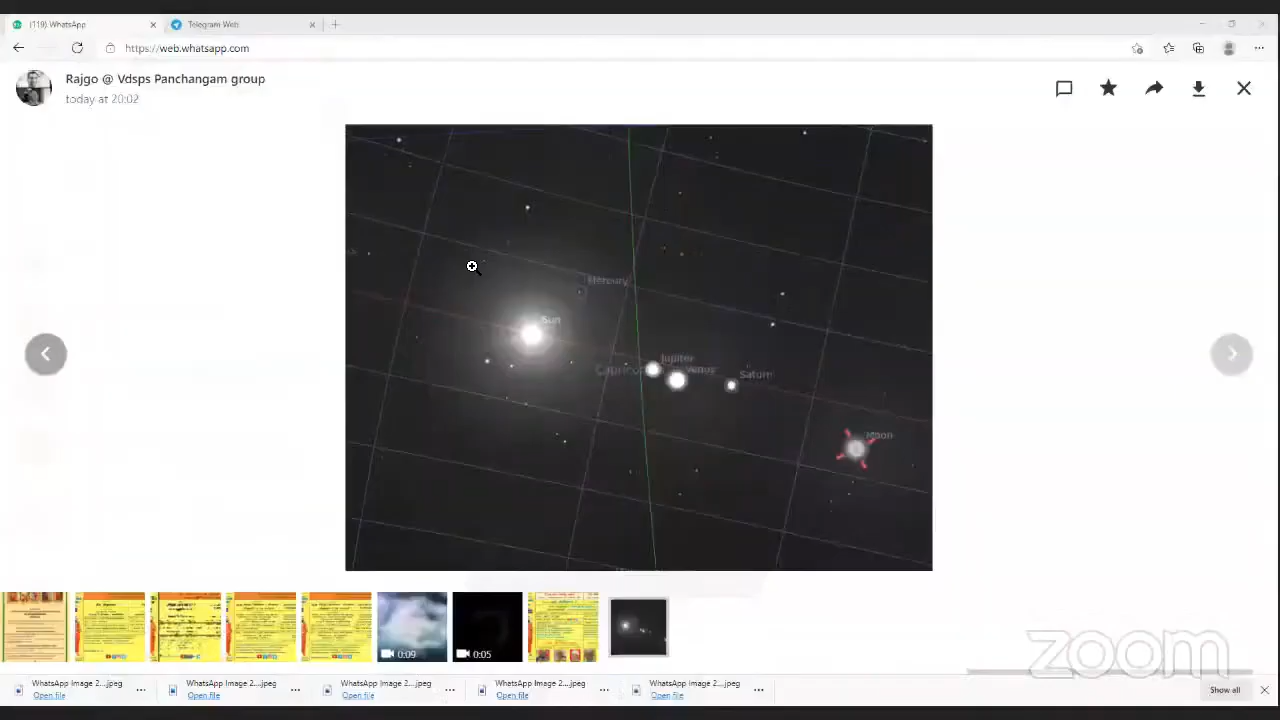 (119) WhatsApp
Telegram Web
https://web.whatsapp.com
Rajgo @ Vdsps Panchangam group
today at 20:02
Mercury
Sun
Jupiter
Capricor
Venus
Saturn
Moon
0:09
0:05
zoom
WhatsApp Image 2....jpeg
Open file
WhatsApp Image 2....jpeg
Open file
WhatsApp Image 2....jpeg
Open file
WhatsApp Image 2....jpeg
Open file
WhatsApp Image 2....jpeg
Open file
Show all